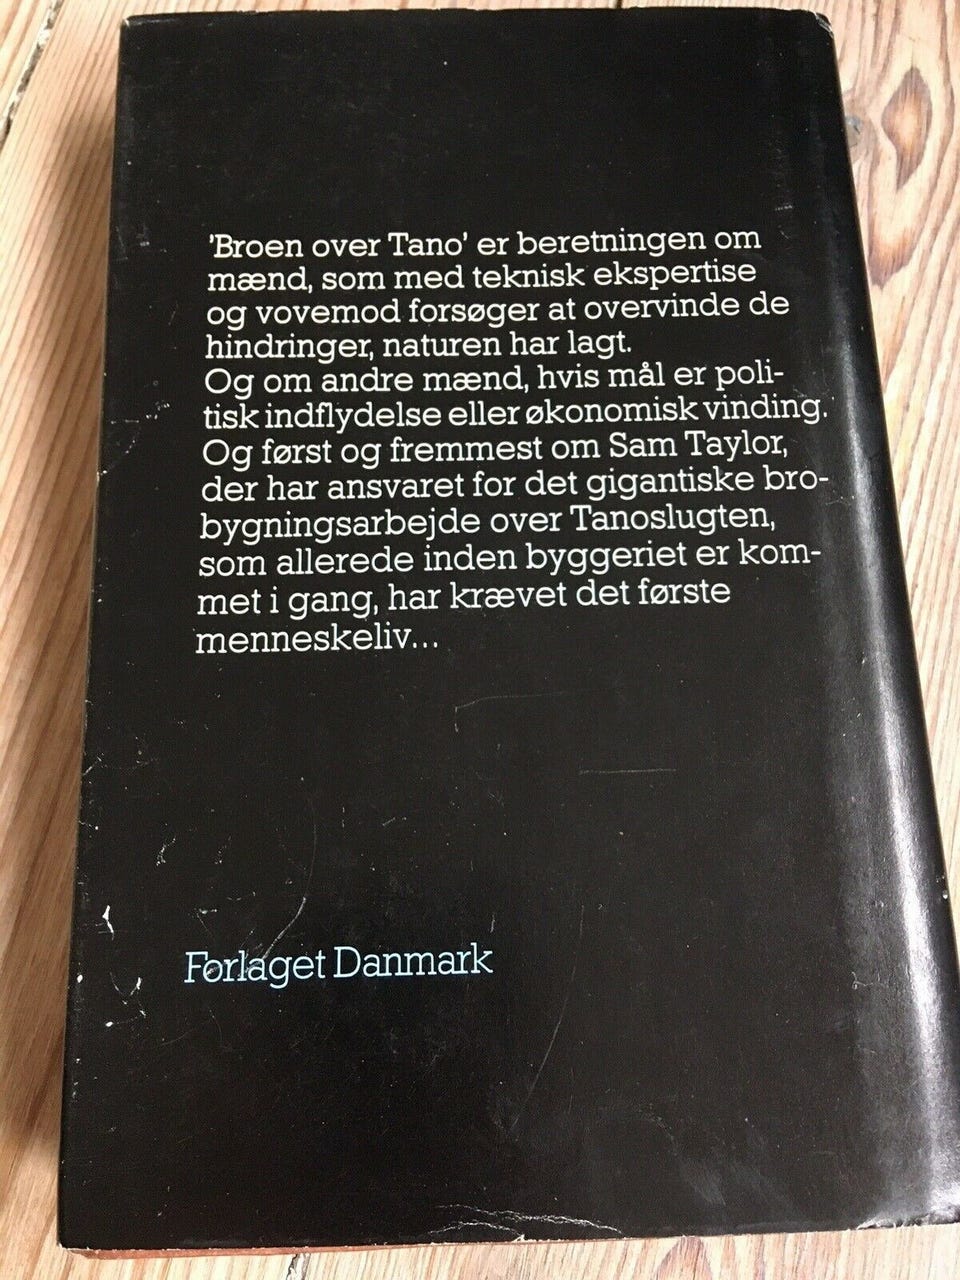 'Broen over Tano' er beretningen om
mænd, som med teknisk ekspertise
og vovemod forsøger at overvinde de
hindringer, naturen har lagt.
Og om andre mænd, hvis mål er poli-
tisk indflydelse eller økonomisk vinding.
Og først og fremmest om Sam Taylor,
der har ansvaret for det gigantiske bro-
bygningsarbejde over Tanoslugten,
som allerede inden byggeriet er kom-
met i gang, har krævet det første
menneskeliv...
Forlaget Danmark